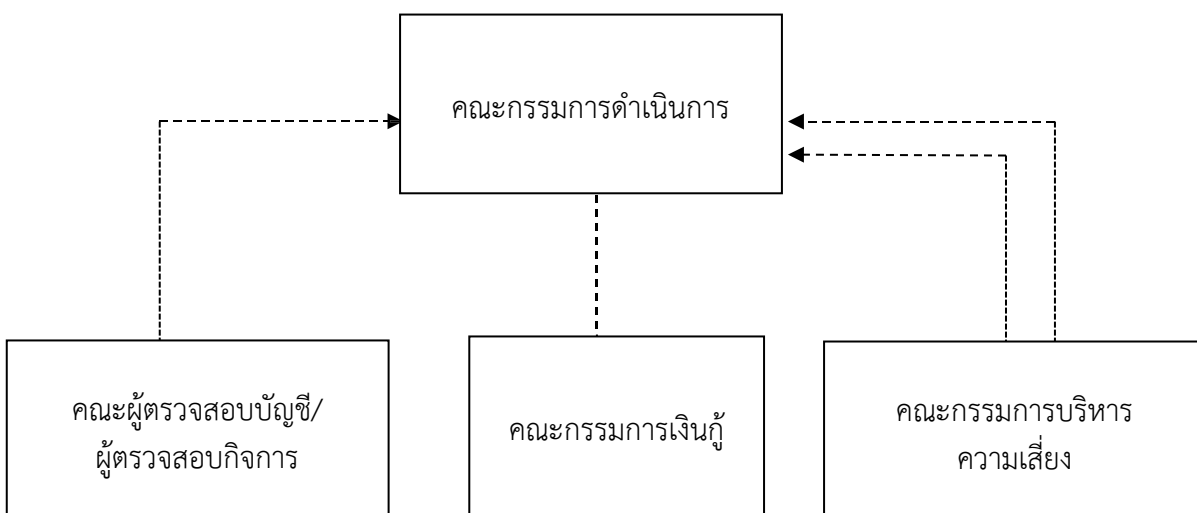 คณะกรรมการดำเนินการ
คณะผู้ตรวจสอบบัญชี/
ผู้ตรวจสอบกิจการ
คณะกรรมการเงินกู้
คณะกรรมการบริหาร
ความเสี่ยง